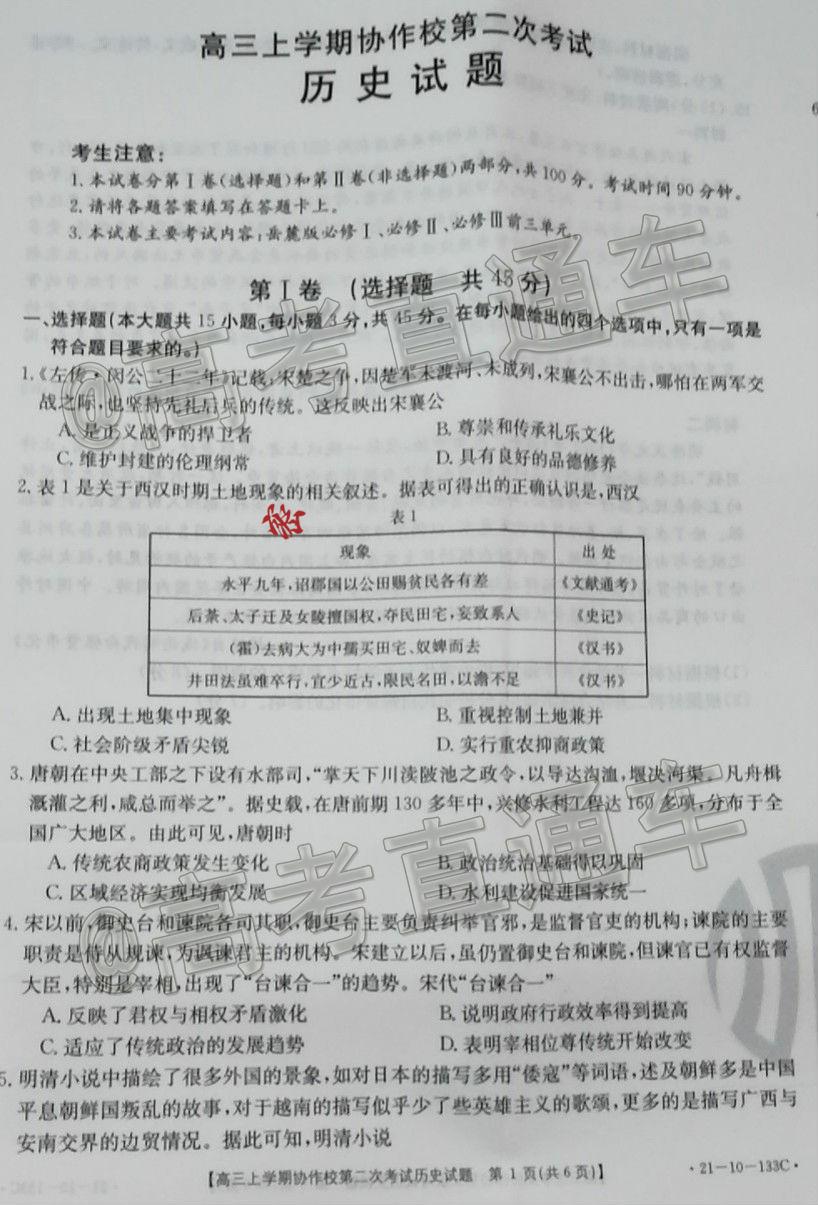 高三上学期协作校第二次考试
历史试题
考生注意:
1.本试卷分第Ⅰ卷(选择题)和第Ⅱ卷(非选择题)两部分,共100分。考试时间90分钟。
2.请将各题答案填写在答题卡上。
3.本试卷主要考试内容:岳麓版必修Ⅰ、必修Ⅱ、必修Ⅲ前三单元。
第Ⅰ卷 (选择题 共45分)
一、选择题(本大题共15小题,每小题3分,共45分。在每小题给出的四个选项中,只有一项是
符合题目要求的。)
1.《左传·闵公二十二年》记载:宋楚之争,因楚军未渡河、未成列,宋襄公不出击,哪怕在两军交
战之际,也坚持先礼后兵的传统。这反映出宋襄公
A.是正义战争的捍卫者 B.尊崇和传承礼乐文化
C.维护封建的伦理纲常 D.具有良好的品德修养
2.表1是关于西汉时期土地现象的相关叙述。据表可得出的正确认识是,西汉
表1
现象 出处
永平九年,诏郡国以公田赐贫民各有差 《文献通考》
后荼、太子迁及女陵擅国权,夺民田宅,妄致系人 《史记》
(霍)去病大为中孺买田宅、奴婢而去 《汉书》
井田法虽难卒行,宜少近古,限民名田,以澹不足 《汉书》
A.出现土地集中现象 B.重视控制土地兼并
C.社会阶级矛盾尖锐 D.实行重农抑商政策
3.唐朝在中央工部之下设有水部司,“掌天下川渎陂池之政令,以导达沟洫,堰决河渠。凡舟楫
溉灌之利,咸总而举之”。据史载,在唐前期130多年中,兴修水利工程达160多项,分布于全
国广大地区。由此可见,唐朝时
A.传统农商政策发生变化 B.政治统治基础得以巩固
C.区域经济实现均衡发展 D.水利建设促进国家统一
4.宋以前,御史台和谏院各司其职,御史台主要负责纠举官邪,是监督官吏的机构;谏院的主要
职责是侍从规谏,为讽谏君主的机构。宋建立以后,虽仍置御史台和谏院,但谏官已有权监督
大臣,特别是宰相,出现了“台谏合一”的趋势。宋代“台谏合一”
A.反映了君权与相权矛盾激化 B.说明政府行政效率得到提高
C.适应了传统政治的发展趋势 D.表明宰相位尊传统开始改变
5.明清小说中描绘了很多外国的景象,如对日本的描写多用“倭寇”等词语,述及朝鲜多是中国
平息朝鲜国叛乱的故事,对于越南的描写似乎少了些英雄主义的歌颂,更多的是描写广西与
安南交界的边贸情况。据此可知,明清小说
【高三上学期协作校第二次考试历史试题 第1页(共6页)】 ·21-10-133C·
@高考直通车
@高考直通车
密